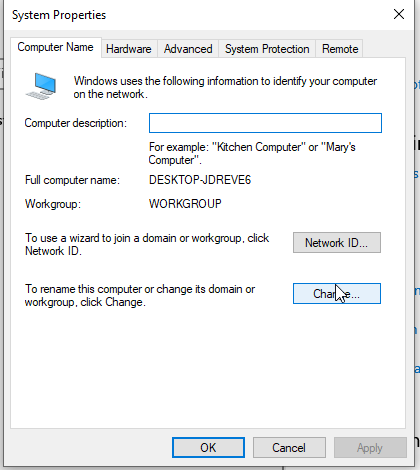 System Properties
Computer Name
Hardware
Advanced
System Protection
Remote
Windows uses the following information to identify your computer
on the network.
Computer description:
For example: "Kitchen Computer" or "Mary's
Computer".
Full computer name:
DESKTOP-JDREVE6
Workgroup:
WORKGROUP
To use a wizard to join a domain or workgroup, click
Network ID.
Network ID...
To rename this computer or change its domain or
workgroup, click Change.
Change...
OK
Cancel
Apply